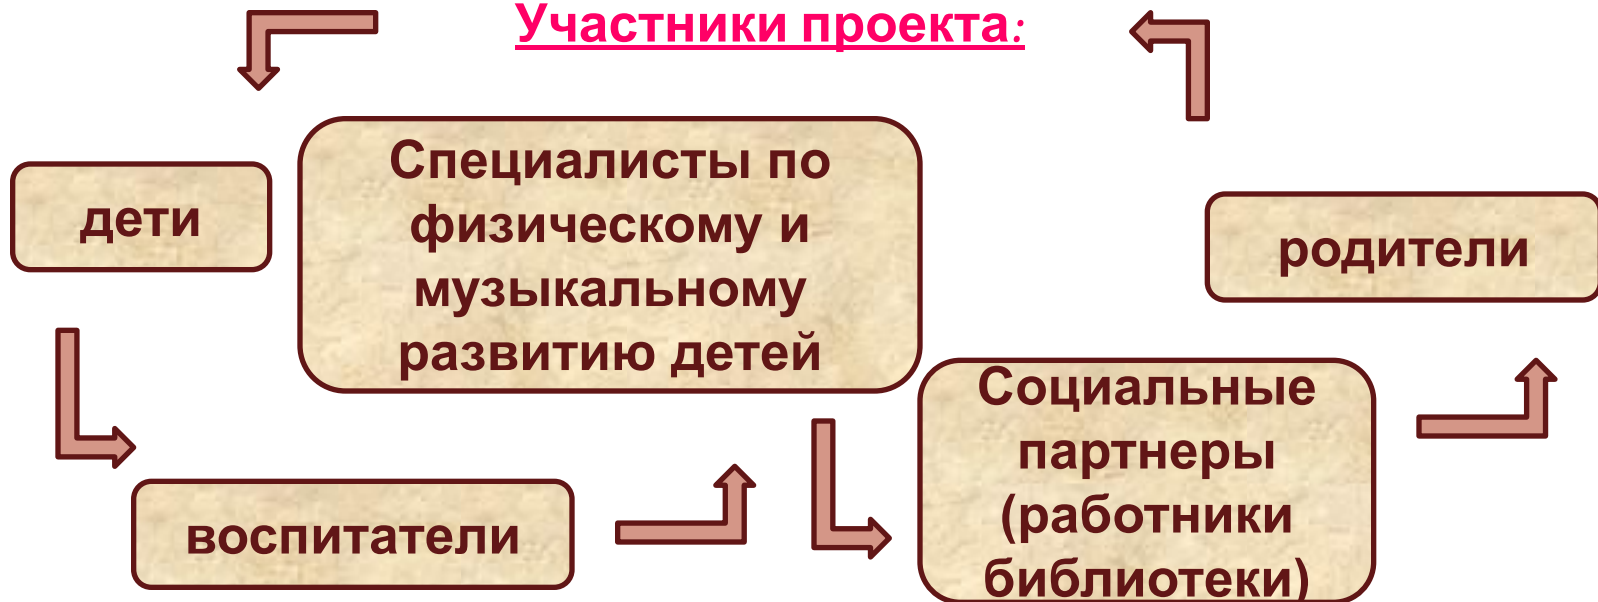 Участники проекта:
дети
Специалисты по
физическому и
музыкальному
развитию детей
родители
воспитатели
Социальные
партнеры
(работники
библиотеки)